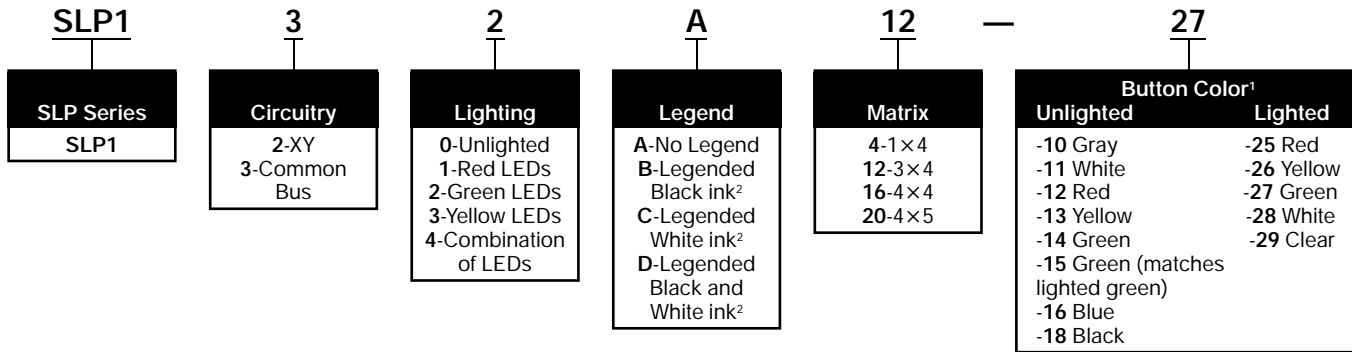 SLP1 3 2 A 12 — 27
SLP Series
SLP1
Circuitry
2-XY
3-Common
Bus
Lighting
0-Unlighted
1-Red LEDs
2-Green LEDs
3-Yellow LEDs
4-Combination
of LEDs
Legend
A-No Legend
B-Legended
Black ink²
C-Legended
White ink²
D-Legended
Black and
White ink²
Matrix
4-1×4
12-3×4
16-4×4
20-4×5
Button Color¹
Unlighted
-10 Gray
-11 White
-12 Red
-13 Yellow
-14 Green
-15 Green (matches
lighted green)
-16 Blue
-18 Black
Lighted
-25 Red
-26 Yellow
-27 Green
-28 White
-29 Clear